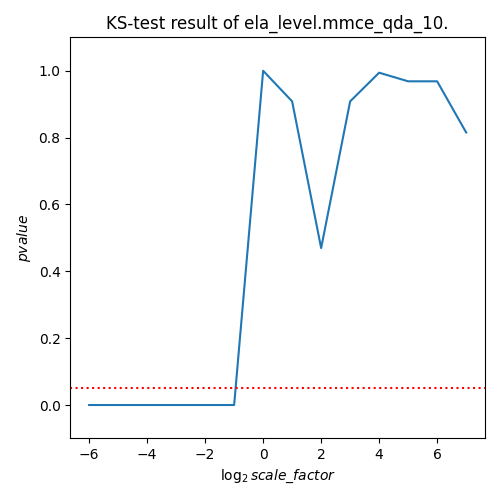 KS-test result of ela_level.mmce_qda_10.
1.0
0.8
0.6
0.4
0.2
0.0
pvalue
−6 −4 −2 0 2 4 6
log₂ scale_factor